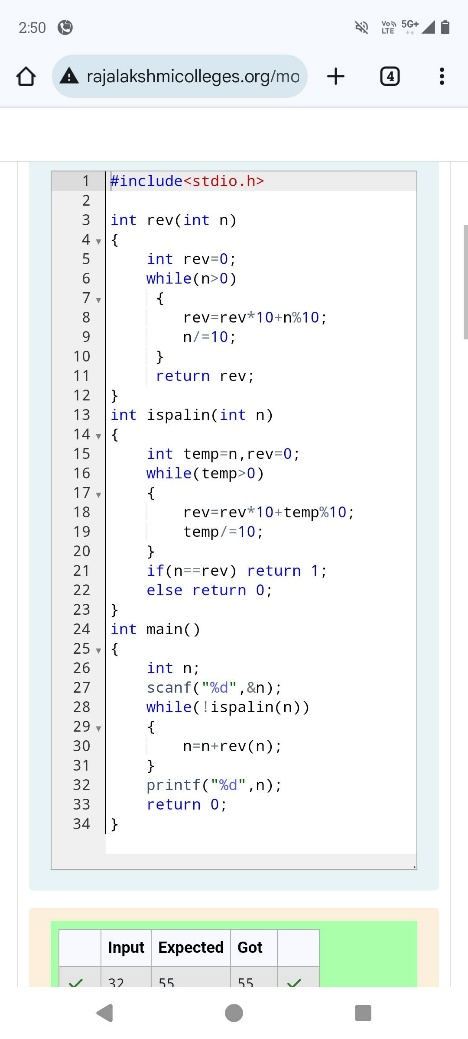 2:50
Vo) LTE 5G+
rajalakshmicolleges.org/mo
4
1 #include<stdio.h>
2
3 int rev(int n)
4 {
5 int rev=0;
6 while(n>0)
7 {
8 rev=rev*10+n%10;
9 n/=10;
10 }
11 return rev;
12 }
13 int ispalin(int n)
14 {
15 int temp=n,rev=0;
16 while(temp>0)
17 {
18 rev=rev*10+temp%10;
19 temp/=10;
20 }
21 if(n==rev) return 1;
22 else return 0;
23 }
24 int main()
25 {
26 int n;
27 scanf("%d",&n);
28 while(!ispalin(n))
29 {
30 n=n+rev(n);
31 }
32 printf("%d",n);
33 return 0;
34 }
Input Expected Got
32 55 55